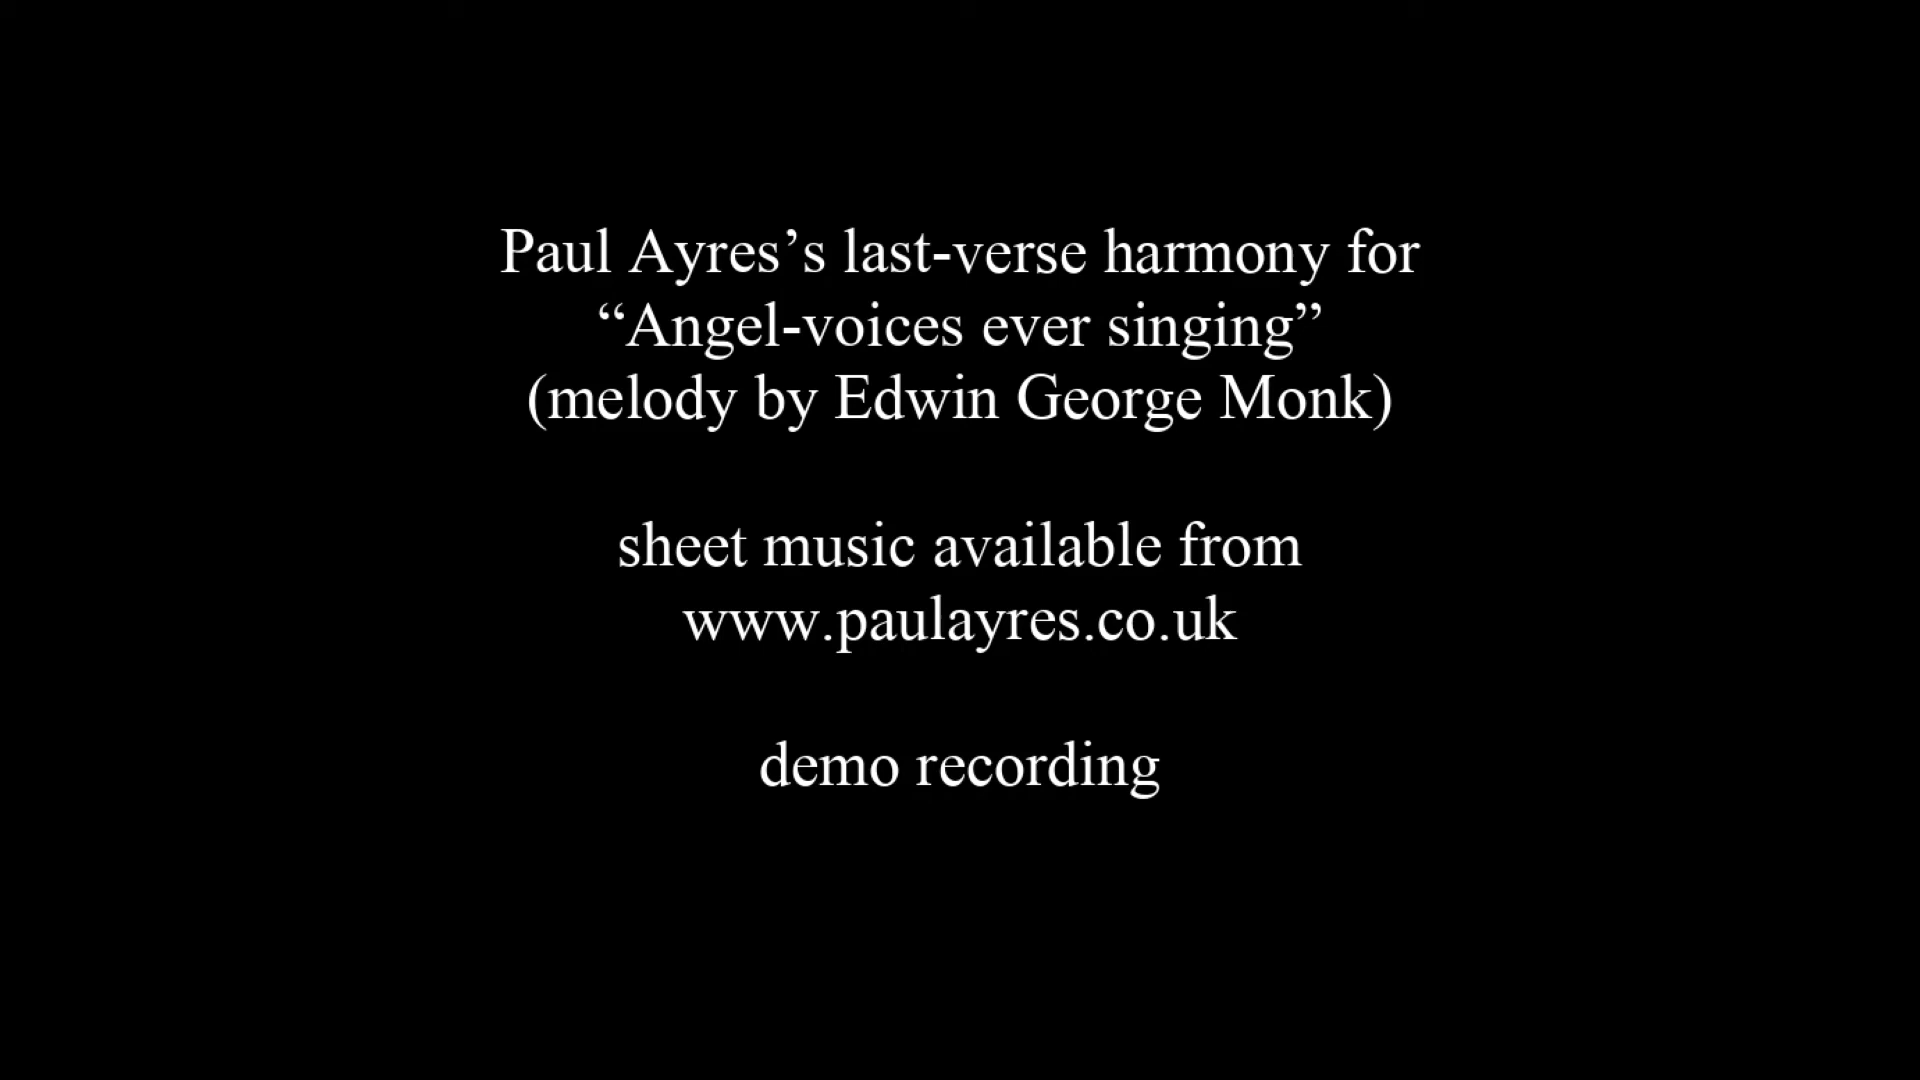 Paul Ayres’s last-verse harmony for
“Angel-voices ever singing”
(melody by Edwin George Monk)
sheet music available from
www.paulayres.co.uk
demo recording